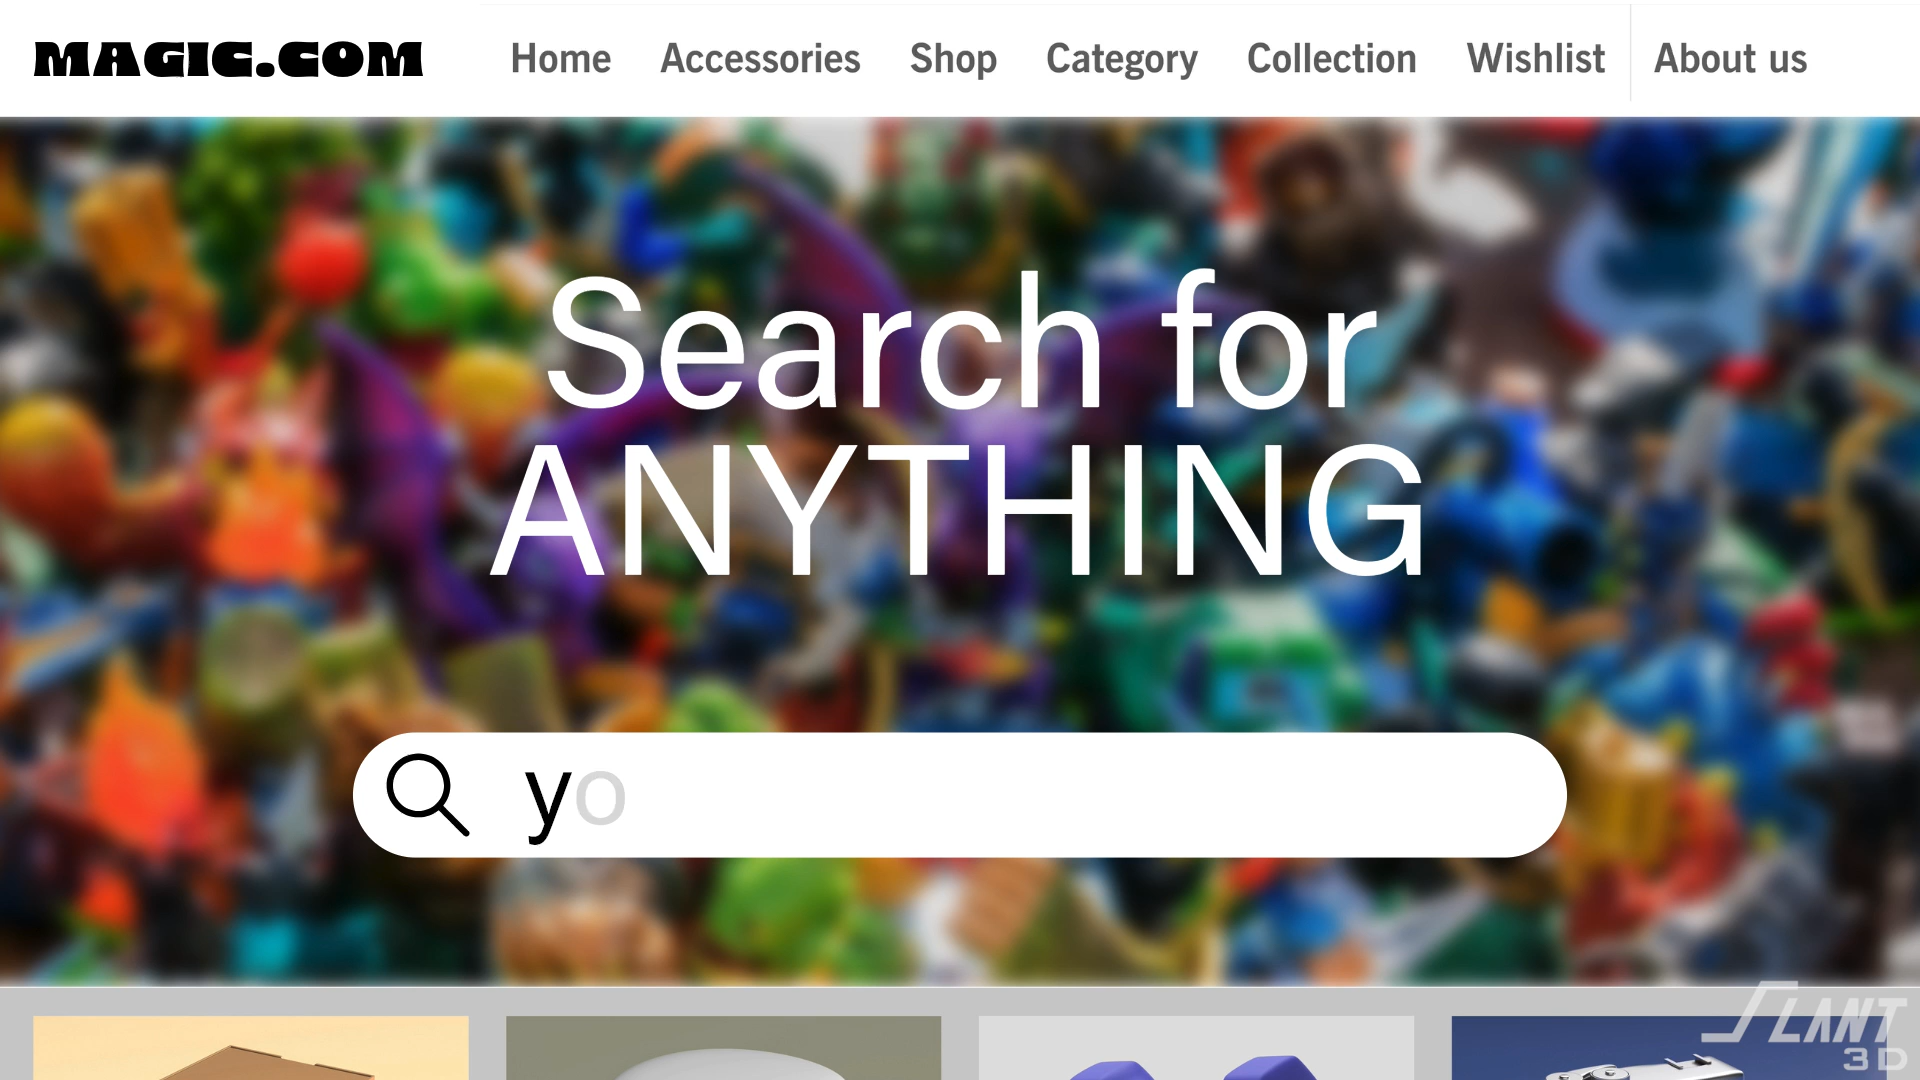 MAGIC.COM
Home Accessories Shop Category Collection Wishlist About us
Search for
ANYTHING
yo
SLANT
3D